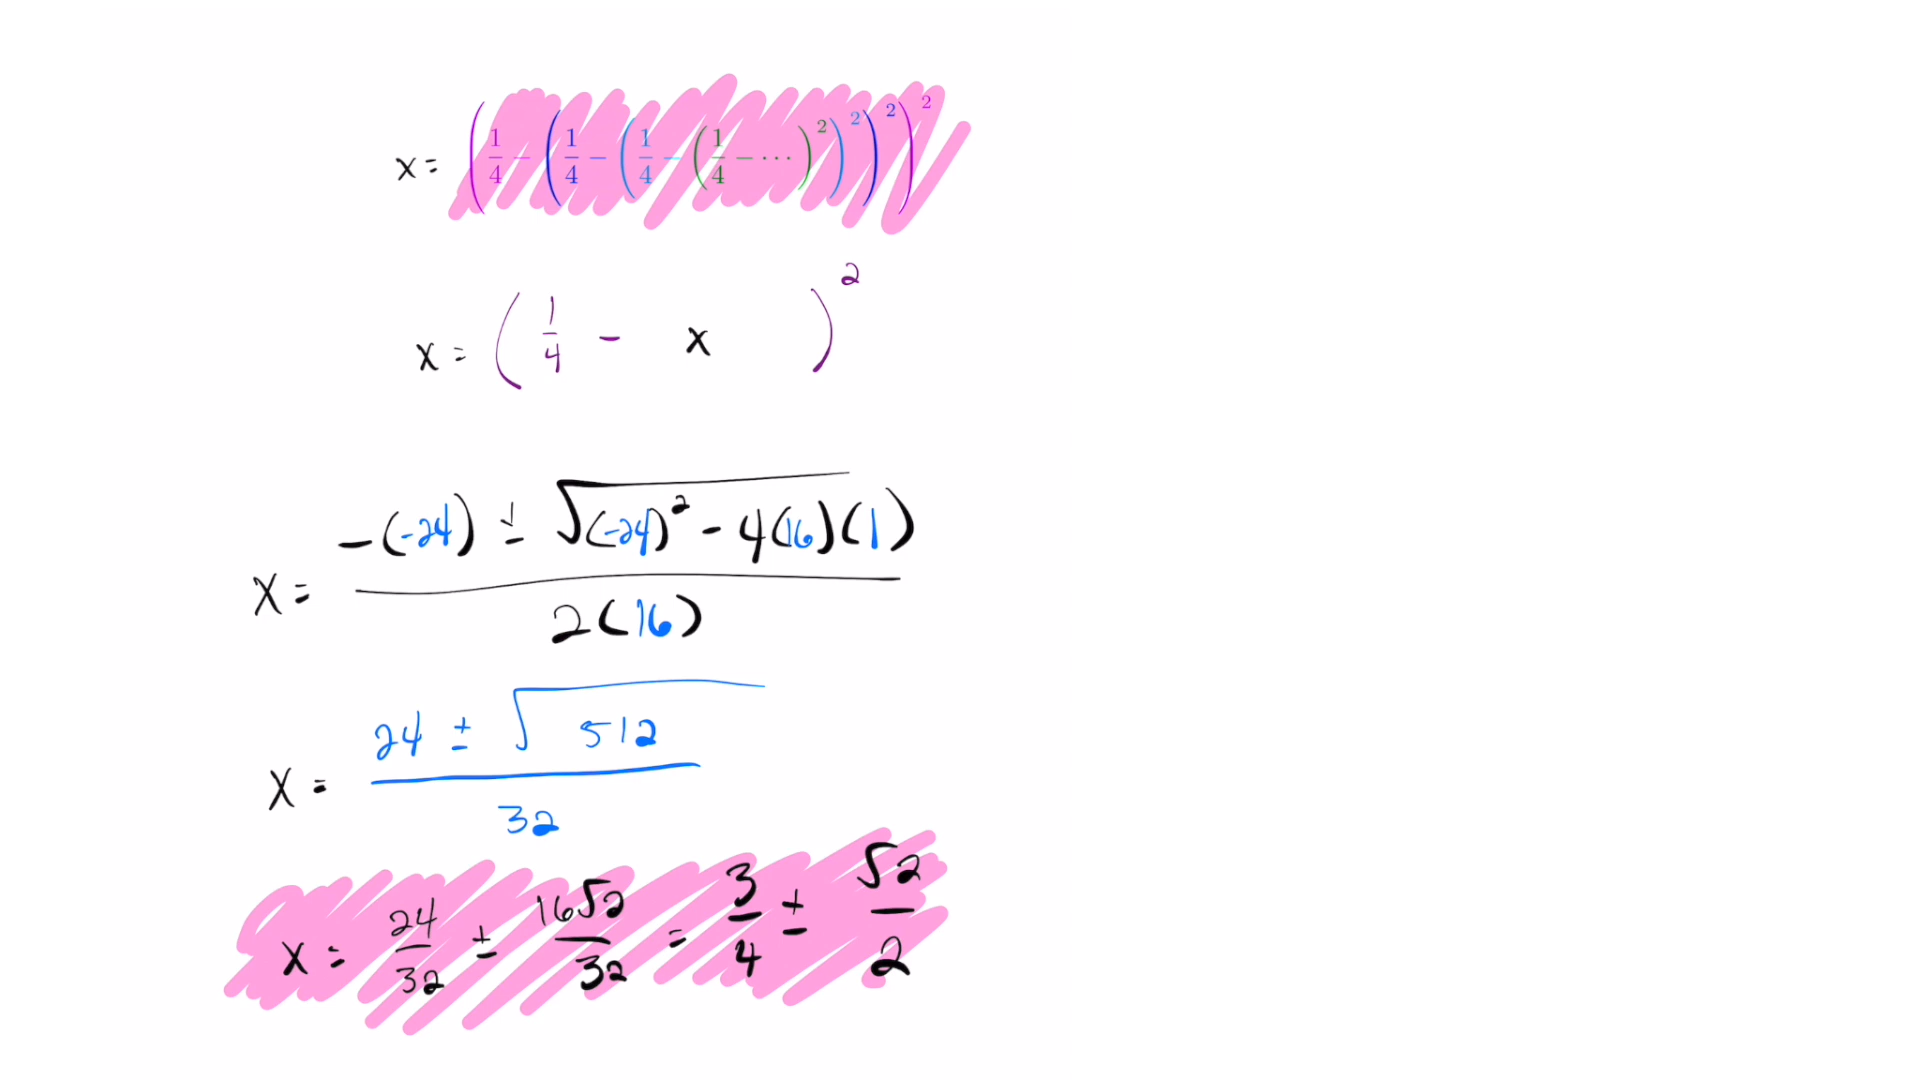 x = (1/4 - (1/4 - (1/4 - (1/4 - ⋯)²)²)²)²
x = (1/4 - x)²
x = (-(-24) ± √((-24)² - 4(16)(1)))/(2(16))
x = (24 ± √512)/32
x = 24/32 ± 16√2/32 = 3/4 ± √2/2